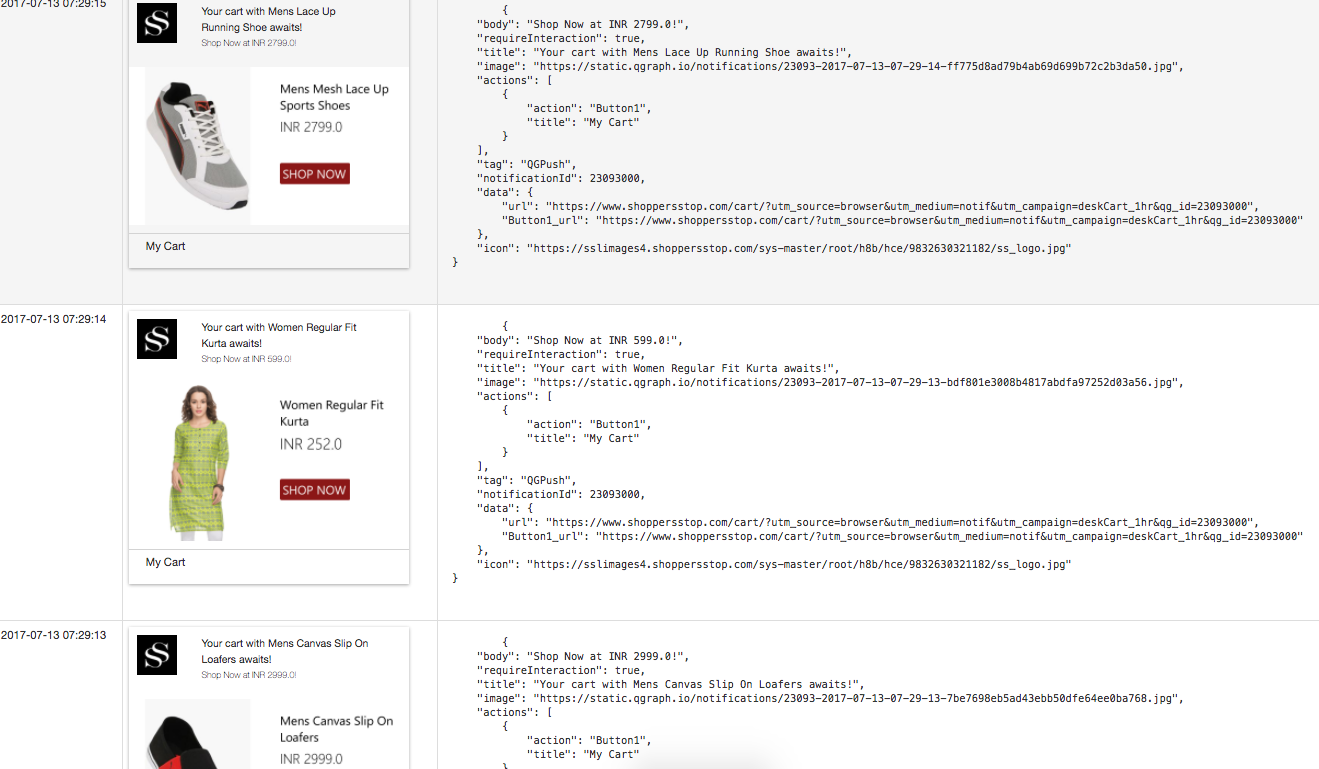 2017-07-13 07:29:15
SS
Your cart with Mens Lace Up
Running Shoe awaits!
Shop Now at INR 2799.0!
Mens Mesh Lace Up
Sports Shoes
INR 2799.0
SHOP NOW
My Cart
{
"body": "Shop Now at INR 2799.0!",
"requireInteraction": true,
"title": "Your cart with Mens Lace Up Running Shoe awaits!",
"image": "https://static.qgraph.io/notifications/23093-2017-07-13-07-29-14-ff775d8ad79b4ab69d699b72c2b3da50.jpg",
"actions": [
{
"action": "Button1",
"title": "My Cart"
}
],
"tag": "QGPush",
"notificationId": 23093000,
"data": {
"url": "https://www.shoppersstop.com/cart/?utm_source=browser&utm_medium=notif&utm_campaign=deskCart_1hr&qg_id=23093000",
"Button1_url": "https://www.shoppersstop.com/cart/?utm_source=browser&utm_medium=notif&utm_campaign=deskCart_1hr&qg_id=23093000"
},
"icon": "https://sslimages4.shoppersstop.com/sys-master/root/h8b/hce/9832630321182/ss_logo.jpg"
}
2017-07-13 07:29:14
SS
Your cart with Women Regular Fit
Kurta awaits!
Shop Now at INR 599.0!
Women Regular Fit
Kurta
INR 252.0
SHOP NOW
My Cart
{
"body": "Shop Now at INR 599.0!",
"requireInteraction": true,
"title": "Your cart with Women Regular Fit Kurta awaits!",
"image": "https://static.qgraph.io/notifications/23093-2017-07-13-07-29-13-bdf801e3008b4817abdfa97252d03a56.jpg",
"actions": [
{
"action": "Button1",
"title": "My Cart"
}
],
"tag": "QGPush",
"notificationId": 23093000,
"data": {
"url": "https://www.shoppersstop.com/cart/?utm_source=browser&utm_medium=notif&utm_campaign=deskCart_1hr&qg_id=23093000",
"Button1_url": "https://www.shoppersstop.com/cart/?utm_source=browser&utm_medium=notif&utm_campaign=deskCart_1hr&qg_id=23093000"
},
"icon": "https://sslimages4.shoppersstop.com/sys-master/root/h8b/hce/9832630321182/ss_logo.jpg"
}
2017-07-13 07:29:13
SS
Your cart with Mens Canvas Slip On
Loafers awaits!
Shop Now at INR 2999.0!
Mens Canvas Slip On
Loafers
INR 2999.0
{
"body": "Shop Now at INR 2999.0!",
"requireInteraction": true,
"title": "Your cart with Mens Canvas Slip On Loafers awaits!",
"image": "https://static.qgraph.io/notifications/23093-2017-07-13-07-29-13-7be7698eb5ad43ebb50dfe64ee0ba768.jpg",
"actions": [
{
"action": "Button1",
"title": "My Cart"
}